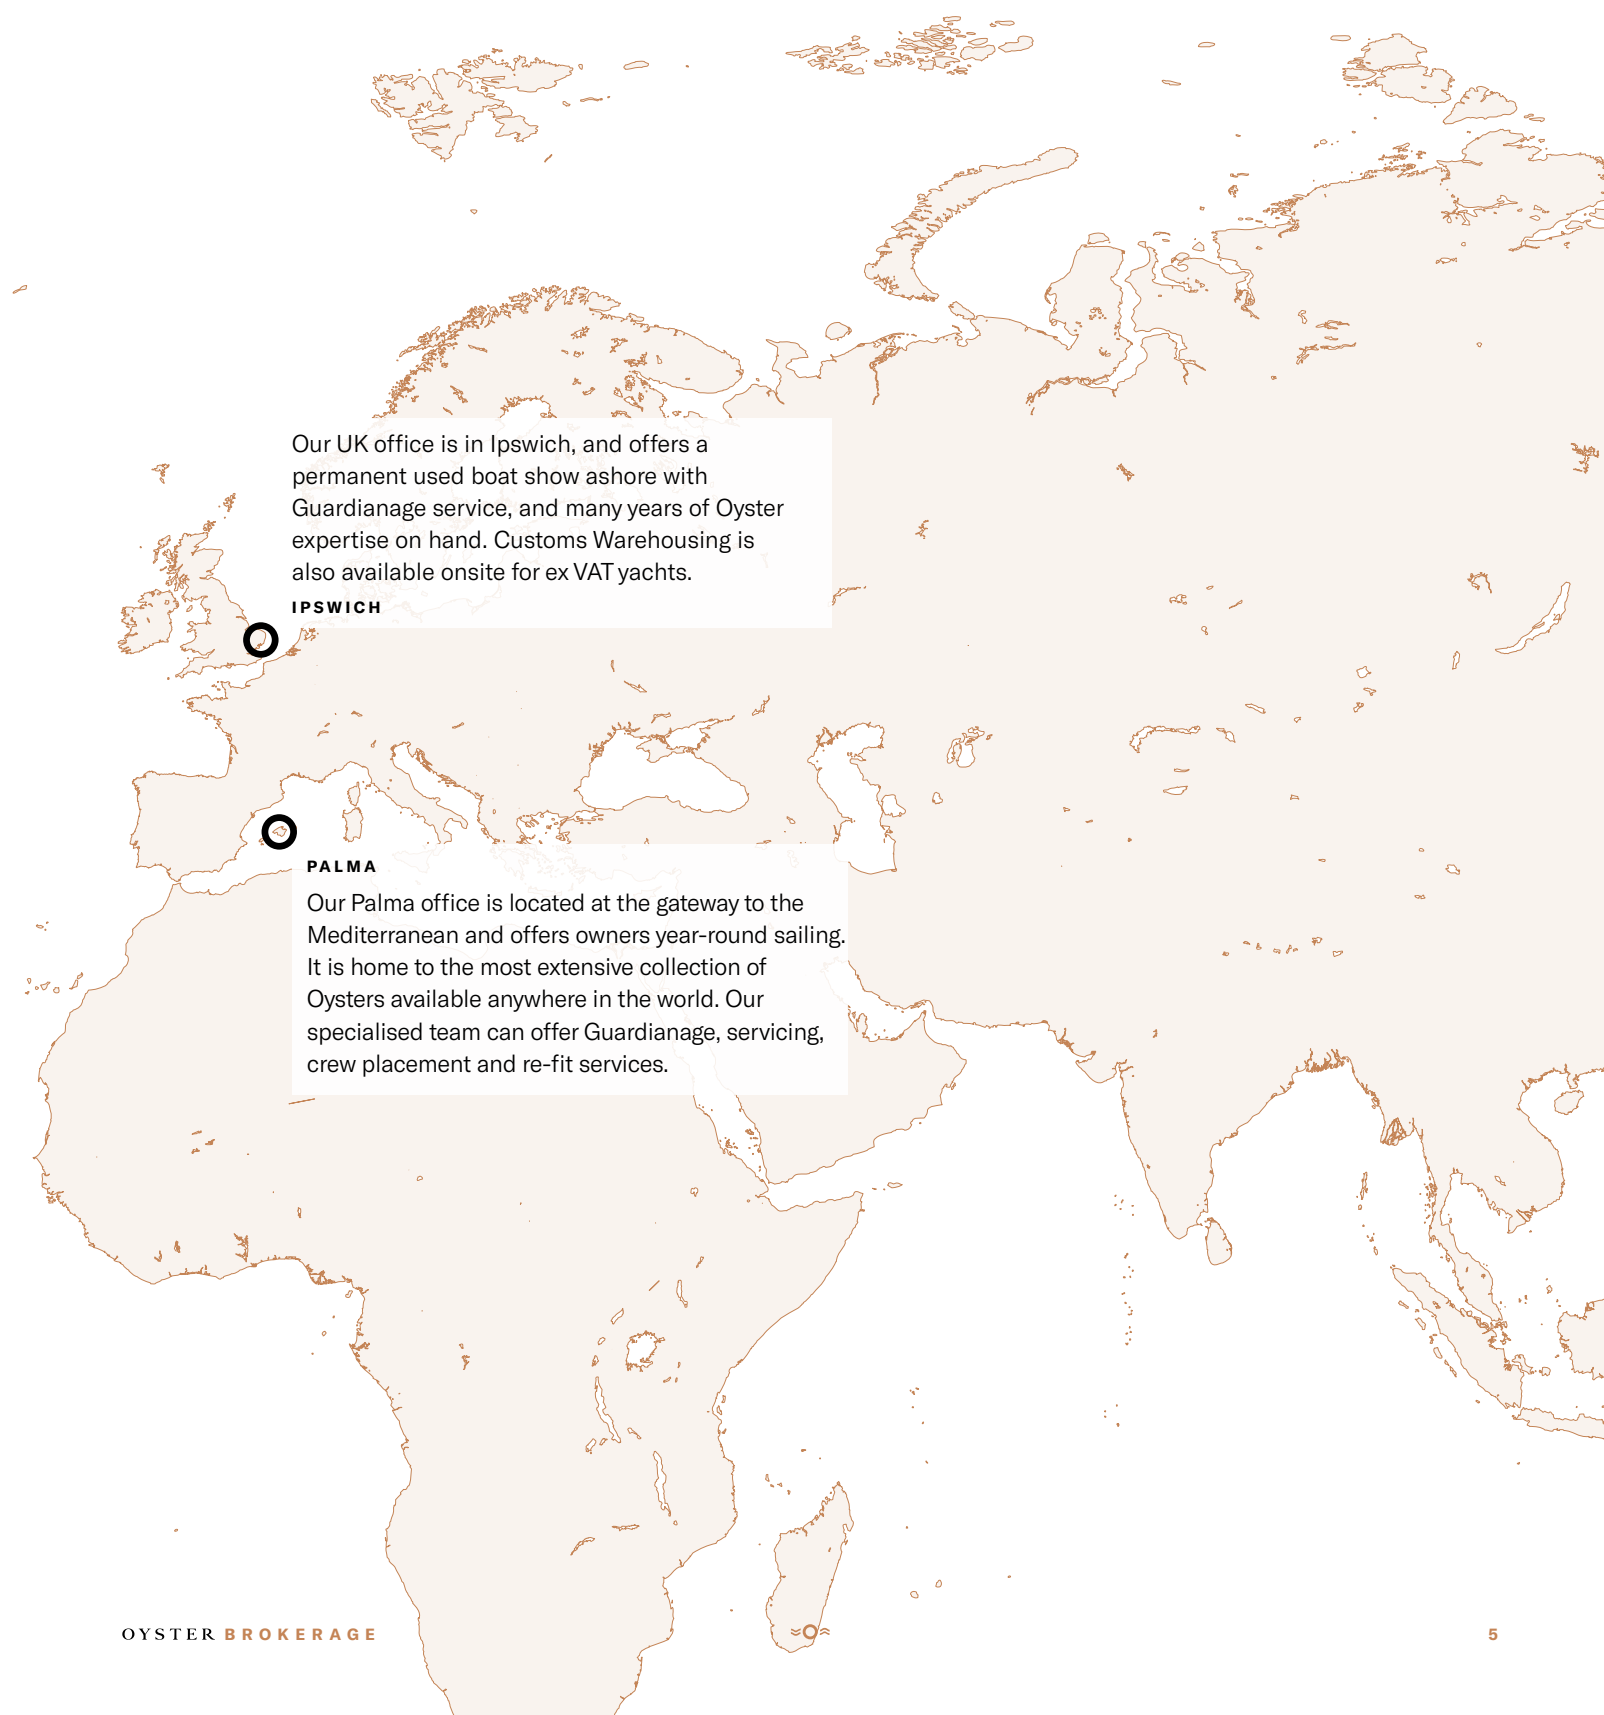 Our UK office is in Ipswich, and offers a
permanent used boat show ashore with
Guardianage service, and many years of Oyster
expertise on hand. Customs Warehousing is
also available onsite for ex VAT yachts.
IPSWICH
PALMA
Our Palma office is located at the gateway to the
Mediterranean and offers owners year-round sailing.
It is home to the most extensive collection of
Oysters available anywhere in the world. Our
specialised team can offer Guardianage, servicing,
crew placement and re-fit services.
OYSTER BROKERAGE
5